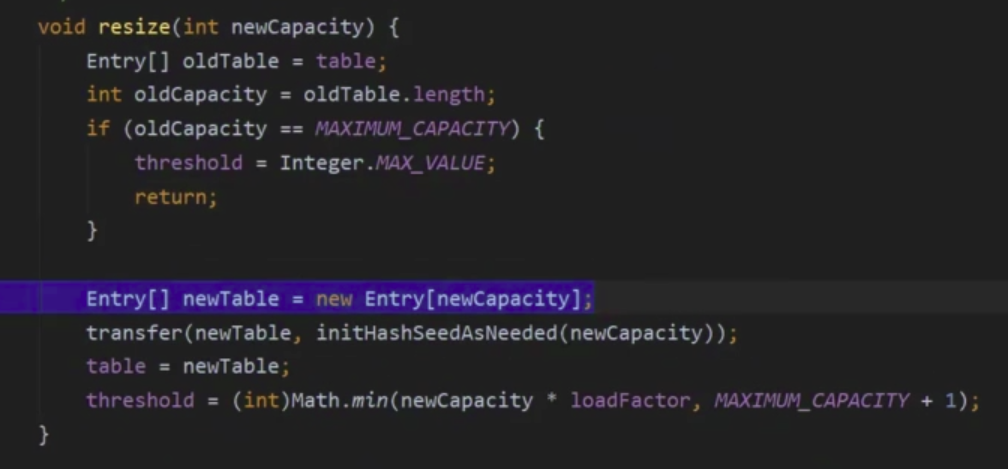 void resize(int newCapacity) {
    Entry[] oldTable = table;
    int oldCapacity = oldTable.length;
    if (oldCapacity == MAXIMUM_CAPACITY) {
        threshold = Integer.MAX_VALUE;
        return;
    }

    Entry[] newTable = new Entry[newCapacity];
    transfer(newTable, initHashSeedAsNeeded(newCapacity));
    table = newTable;
    threshold = (int)Math.min(newCapacity * loadFactor, MAXIMUM_CAPACITY + 1);
}